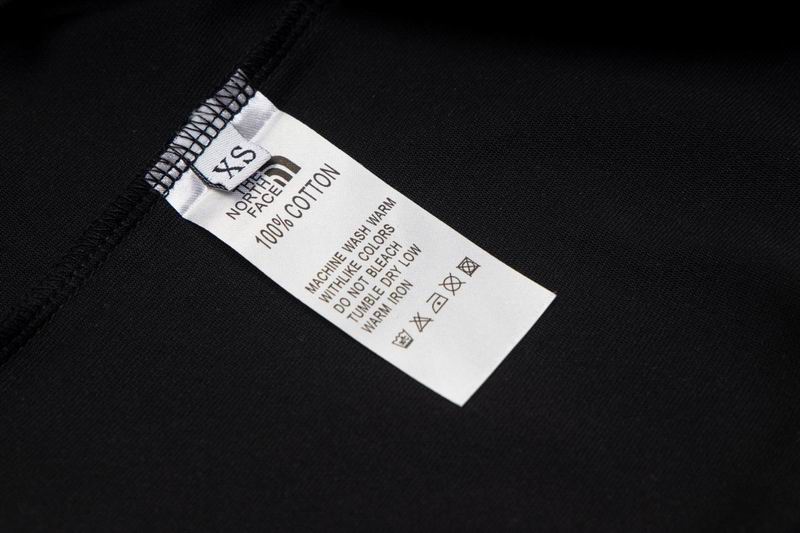 XS
THE
NORTH
FACE
100% COTTON
MACHINE WASH WARM
WITHLIKE COLORS
DO NOT BLEACH
TUMBLE DRY LOW
WARM IRON